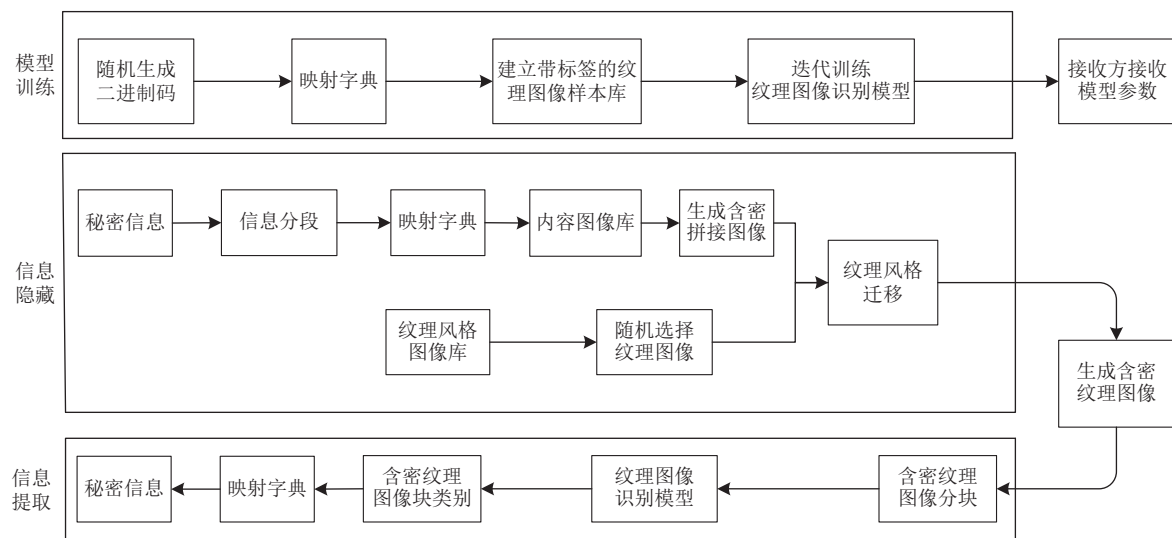 模型
训练
随机生成
二进制码
映射字典
建立带标签的纹
理图像样本库
迭代训练
纹理图像识别模型
接收方接收
模型参数
信息
隐藏
秘密信息
信息分段
映射字典
内容图像库
生成含密
拼接图像
纹理风格
图像库
随机选择
纹理图像
纹理风格
迁移
生成含密
纹理图像
信息
提取
秘密信息
映射字典
含密纹理
图像块类别
纹理图像
识别模型
含密纹理
图像分块